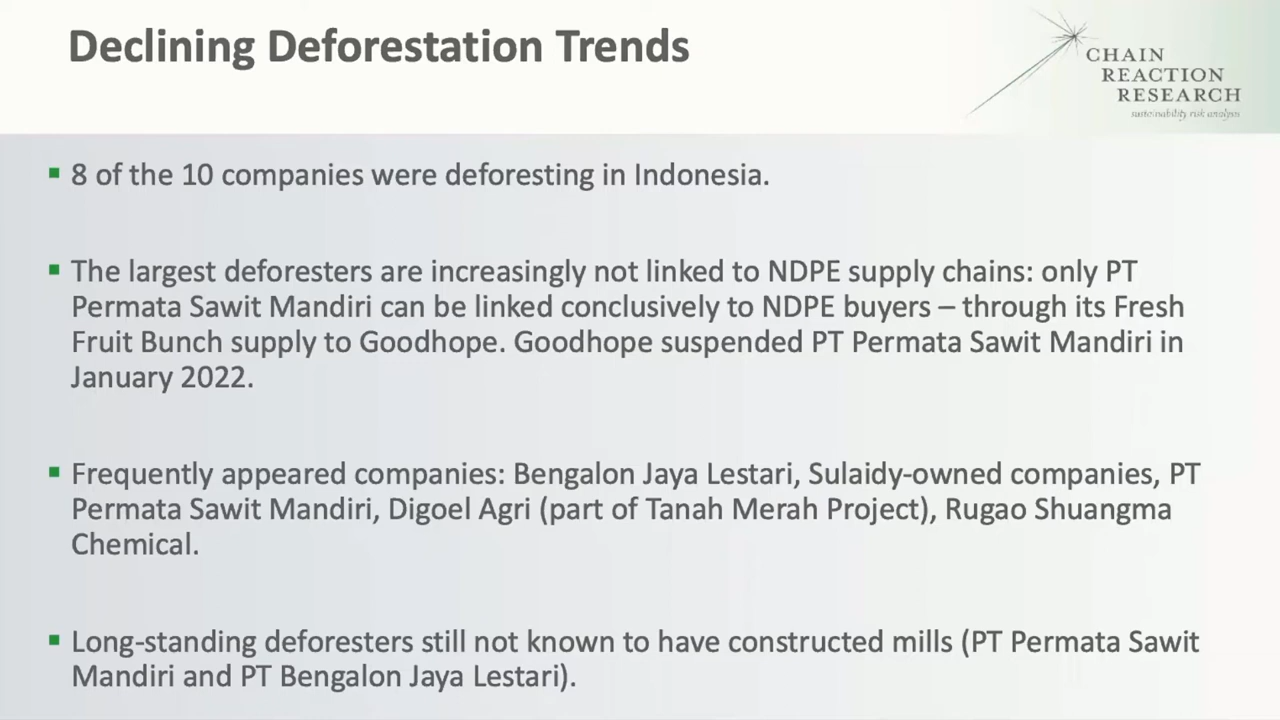 Declining Deforestation Trends
CHAIN
REACTION
RESEARCH
sustainability risk analysis
▪ 8 of the 10 companies were deforesting in Indonesia.
▪ The largest deforesters are increasingly not linked to NDPE supply chains: only PT
Permata Sawit Mandiri can be linked conclusively to NDPE buyers – through its Fresh
Fruit Bunch supply to Goodhope. Goodhope suspended PT Permata Sawit Mandiri in
January 2022.
▪ Frequently appeared companies: Bengalon Jaya Lestari, Sulaidy-owned companies, PT
Permata Sawit Mandiri, Digoel Agri (part of Tanah Merah Project), Rugao Shuangma
Chemical.
▪ Long-standing deforesters still not known to have constructed mills (PT Permata Sawit
Mandiri and PT Bengalon Jaya Lestari).